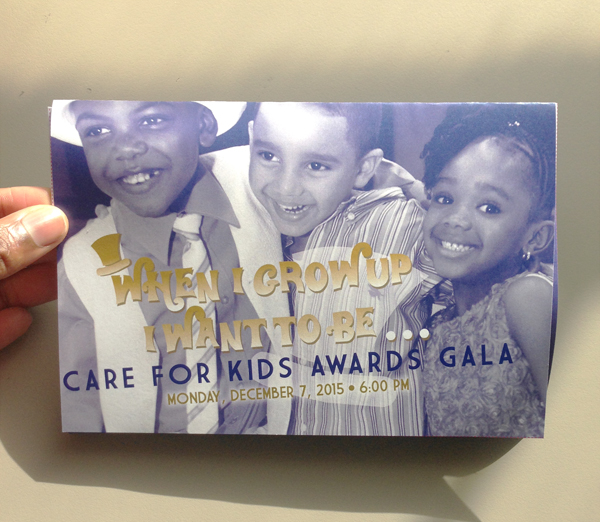 WHEN I GROW UP
I WANT TO BE ...
CARE FOR KIDS AWARDS GALA
MONDAY, DECEMBER 7, 2015 • 6:00 PM